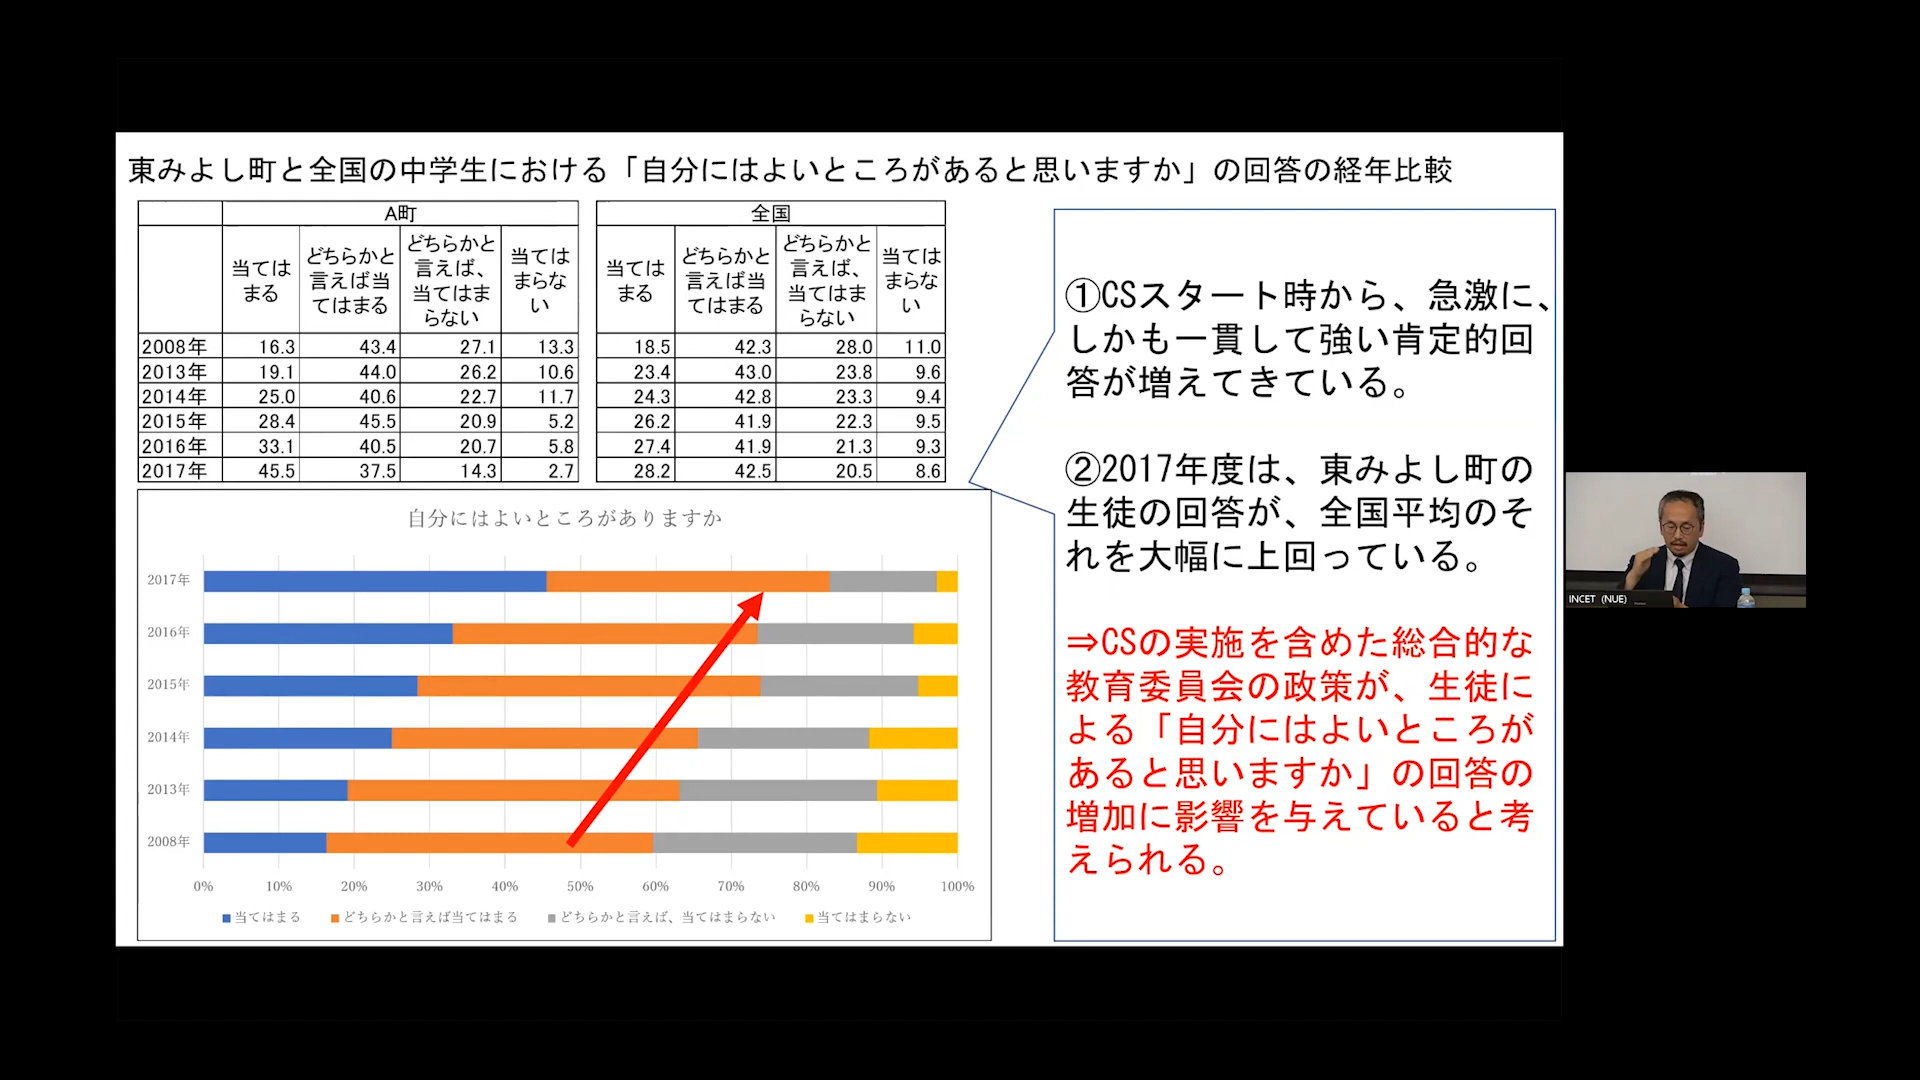 東みよし町と全国の中学生における「自分にはよいところがあると思いますか」の回答の経年比較
A町
当ては
まる
どちらかと
言えば当
てはまる
どちらかと
言えば、
当てはま
らない
当ては
まらな
い
2008年 16.3 43.4 27.1 13.3
2013年 19.1 44.0 26.2 10.6
2014年 25.0 40.6 22.7 11.7
2015年 28.4 45.5 20.9 5.2
2016年 33.1 40.5 20.7 5.8
2017年 45.5 37.5 14.3 2.7
全国
当ては
まる
どちらかと
言えば当
てはまる
どちらかと
言えば、
当てはま
らない
当ては
まらな
い
18.5 42.3 28.0 11.0
23.4 43.0 23.8 9.6
24.3 42.8 23.3 9.4
26.2 41.9 22.3 9.5
27.4 41.9 21.3 9.3
28.2 42.5 20.5 8.6
自分にはよいところがありますか
2017年
2016年
2015年
2014年
2013年
2008年
0% 10% 20% 30% 40% 50% 60% 70% 80% 90% 100%
当てはまる どちらかと言えば当てはまる どちらかと言えば、当てはまらない 当てはまらない
①CSスタート時から、急激に、
しかも一貫して強い肯定的回
答が増えてきている。
②2017年度は、東みよし町の
生徒の回答が、全国平均のそ
れを大幅に上回っている。
⇒CSの実施を含めた総合的な
教育委員会の政策が、生徒に
よる「自分にはよいところが
あると思いますか」の回答の
増加に影響を与えていると考
えられる。
INCET (NUE)